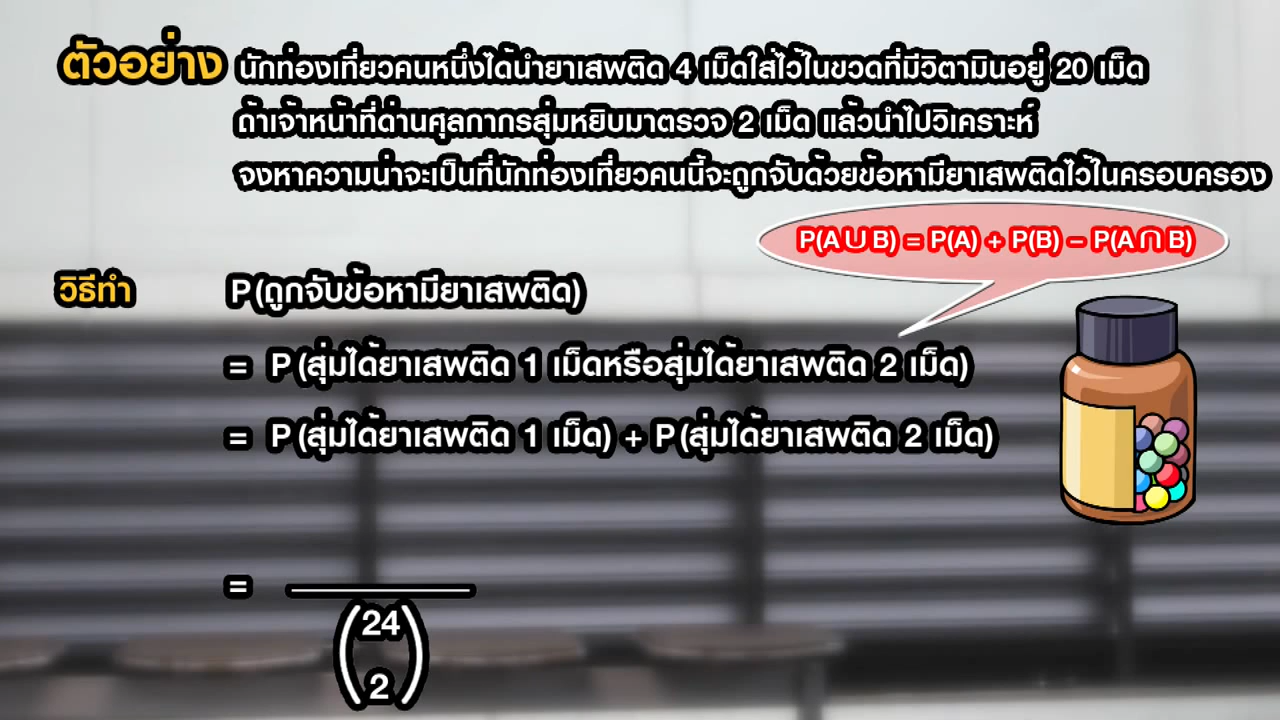 ตัวอย่าง นักท่องเที่ยวคนหนึ่งได้นำยาเสพติด 4 เม็ดใส่ไว้ในขวดที่มีวิตามินอยู่ 20 เม็ด
ถ้าเจ้าหน้าที่ด่านศุลกากรสุ่มหยิบมาตรวจ 2 เม็ด แล้วนำไปวิเคราะห์
จงหาความน่าจะเป็นที่นักท่องเที่ยวคนนี้จะถูกจับด้วยข้อหามียาเสพติดไว้ในครอบครอง
P(A∪B) = P(A) + P(B) – P(A∩B)
วิธีทำ P(ถูกจับข้อหามียาเสพติด)
= P(สุ่มได้ยาเสพติด 1 เม็ดหรือสุ่มได้ยาเสพติด 2 เม็ด)
= P(สุ่มได้ยาเสพติด 1 เม็ด) + P(สุ่มได้ยาเสพติด 2 เม็ด)
=
(24
2)